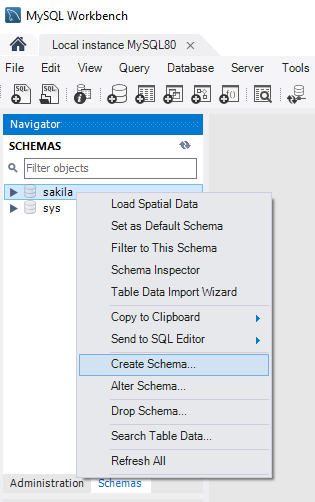 MySQL Workbench
Local instance MySQL80 ×
File Edit View Query Database Server Tools
SQL SQL
Navigator
SCHEMAS
Filter objects
sakila
sys
Load Spatial Data
Set as Default Schema
Filter to This Schema
Schema Inspector
Table Data Import Wizard
Copy to Clipboard
Send to SQL Editor
Create Schema...
Alter Schema...
Drop Schema...
Search Table Data...
Refresh All
Administration Schemas